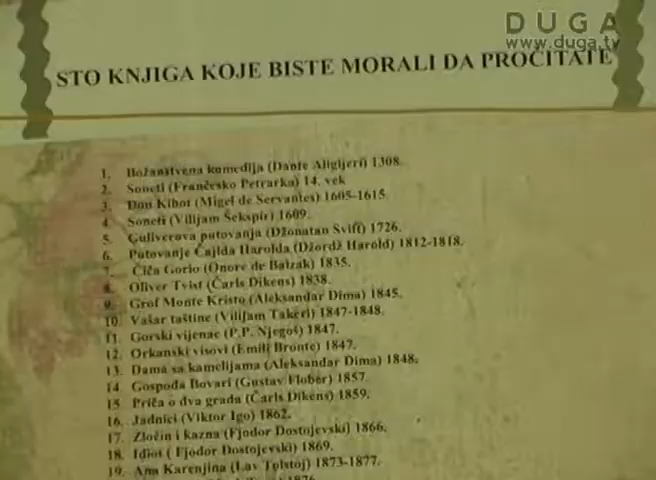 DUGA
www.duga.tv
STO KNJIGA KOJE BISTE MORALI DA PROČITATE
1. Božanstvena komedija (Dante Aligijeri) 1308.
2. Soneti (Frančesko Petrarka) 14. vek
3. Don Kihot (Migel de Servantes) 1605-1615.
4. Soneti (Vilijam Šekspir) 1609.
5. Guliverova putovanja (Džonatan Svift) 1726.
6. Putovanje Čajlda Harolda (Džordž Harold) 1812-1818.
7. Čiča Gorio (Onore de Balzak) 1835.
8. Oliver Tvist (Čarls Dikens) 1838.
9. Grof Monte Kristo (Aleksandar Dima) 1845.
10. Vašar taštine (Vilijam Takeri) 1847-1848.
11. Gorski vijenac (P.P. Njegoš) 1847.
12. Orkanski visovi (Emili Bronte) 1847.
13. Dama sa kamelijama (Aleksandar Dima) 1848.
14. Gospođa Bovari (Gustav Flober) 1857.
15. Priča o dva grada (Čarls Dikens) 1859.
16. Jadnici (Viktor Igo) 1862.
17. Zločin i kazna (Fjodor Dostojevski) 1866.
18. Idiot ( Fjodor Dostojevski) 1869.
19. Ana Karenjina (Lav Tolstoj) 1873-1877.